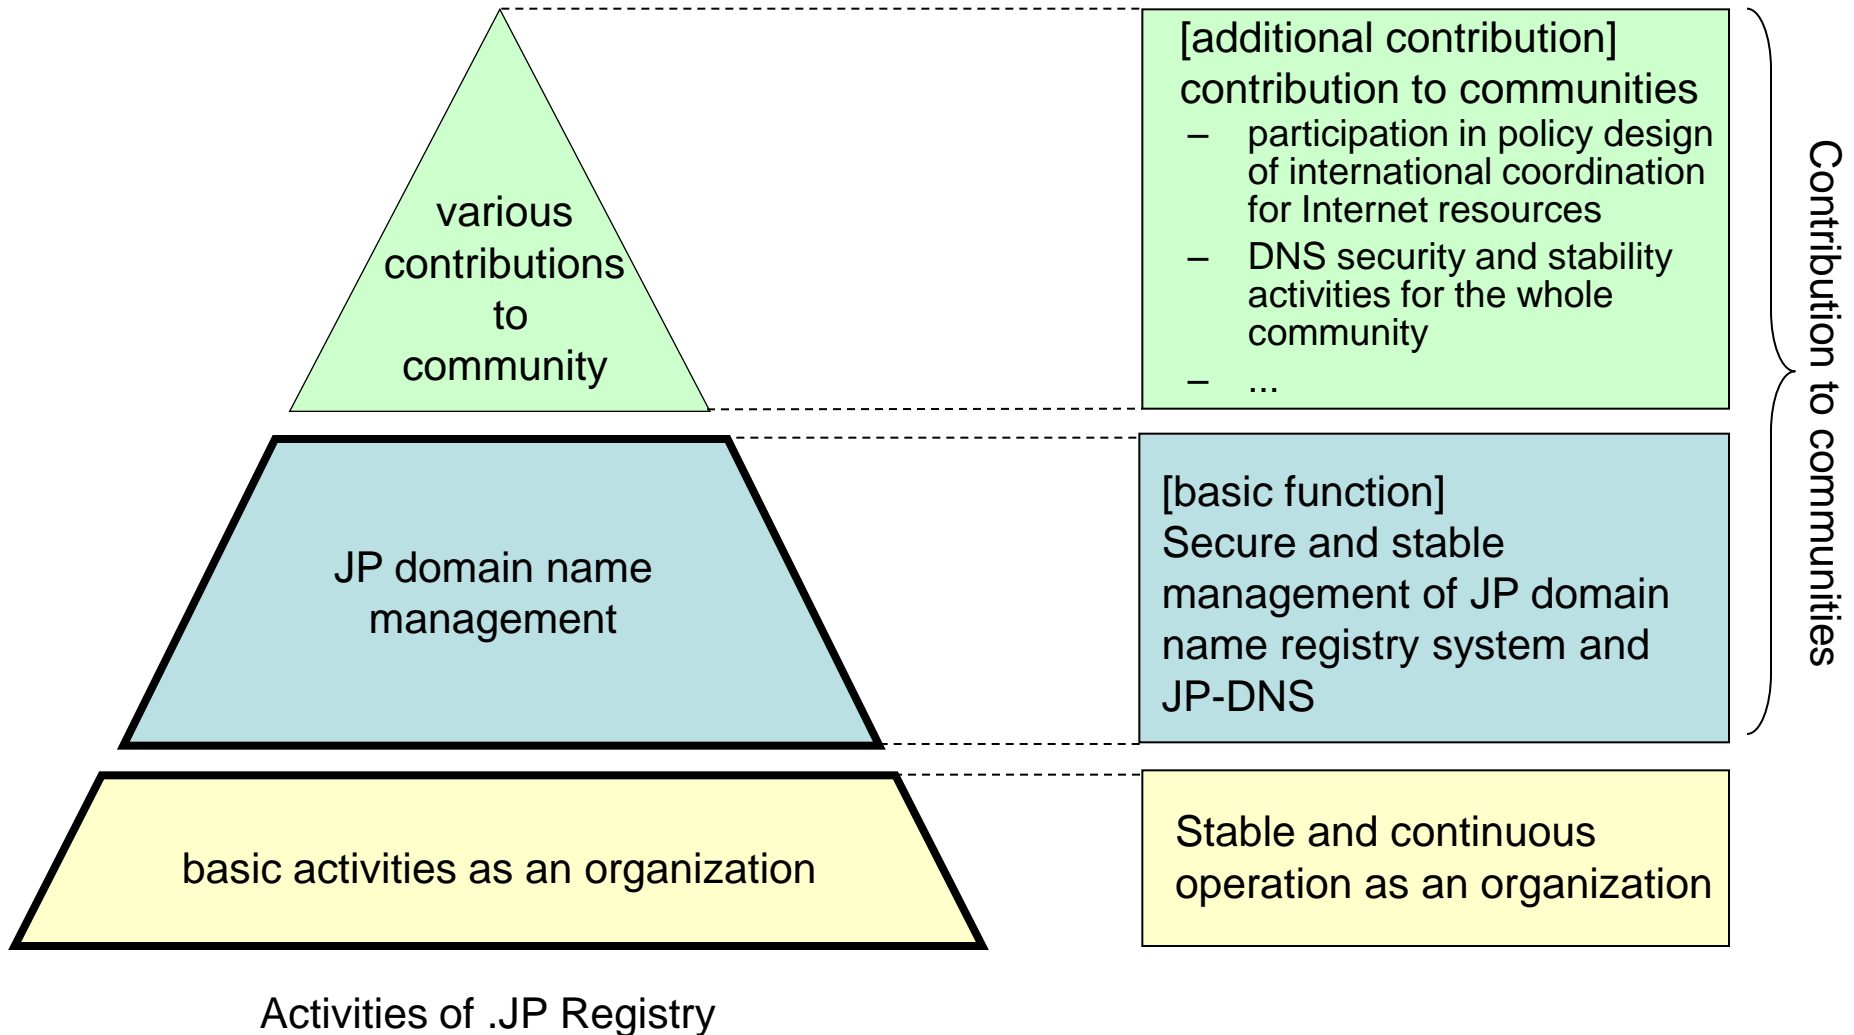 various
contributions
to
community
JP domain name
management
basic activities as an organization
Activities of .JP Registry
[additional contribution]
contribution to communities
– participation in policy design
of international coordination
for Internet resources
– DNS security and stability
activities for the whole
community
– ...
[basic function]
Secure and stable
management of JP domain
name registry system and
JP-DNS
Stable and continuous
operation as an organization
Contribution to communities